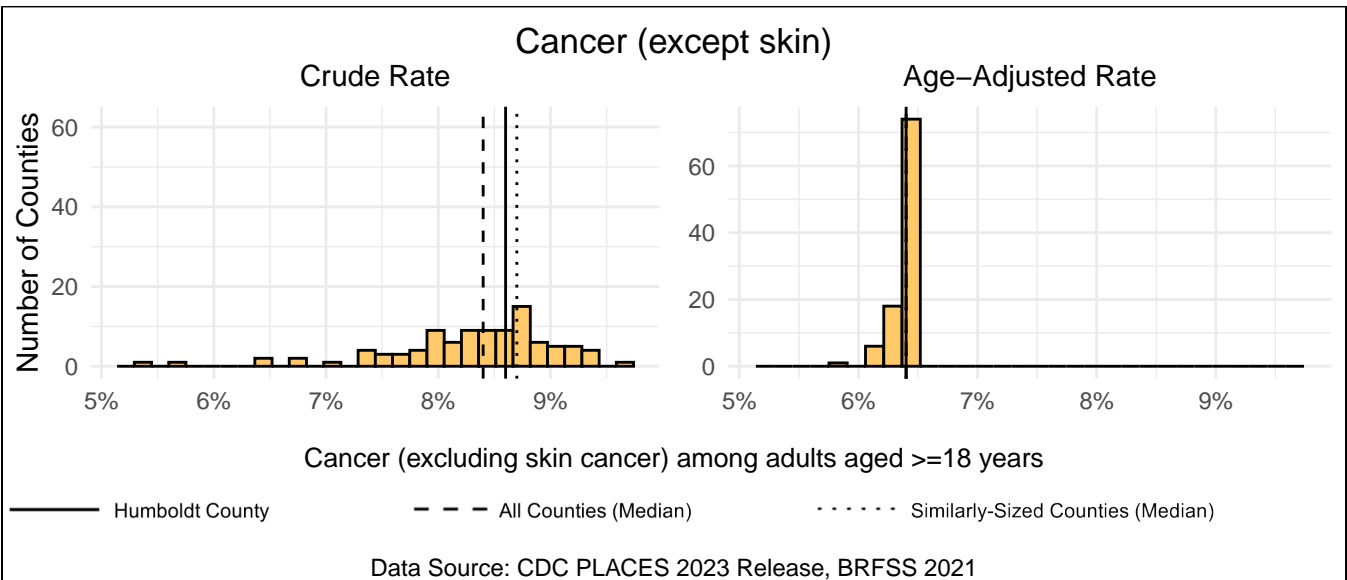 Cancer (except skin)
Crude Rate
Age−Adjusted Rate
Number of Counties
60
40
20
0
5%
6%
7%
8%
9%
60
40
20
0
5%
6%
7%
8%
9%
Cancer (excluding skin cancer) among adults aged >=18 years
Humboldt County
All Counties (Median)
Similarly-Sized Counties (Median)
Data Source: CDC PLACES 2023 Release, BRFSS 2021